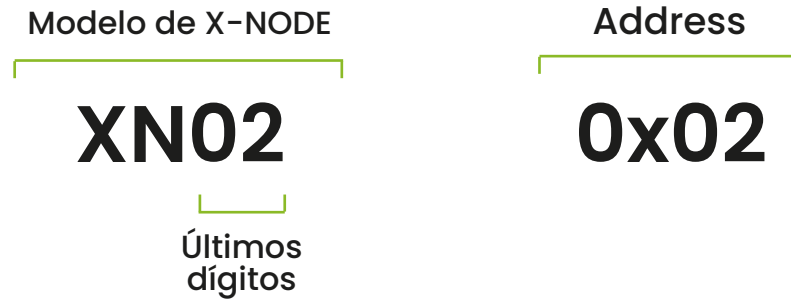 Modelo de X-NODE
Address
XN02
0x02
Últimos
dígitos